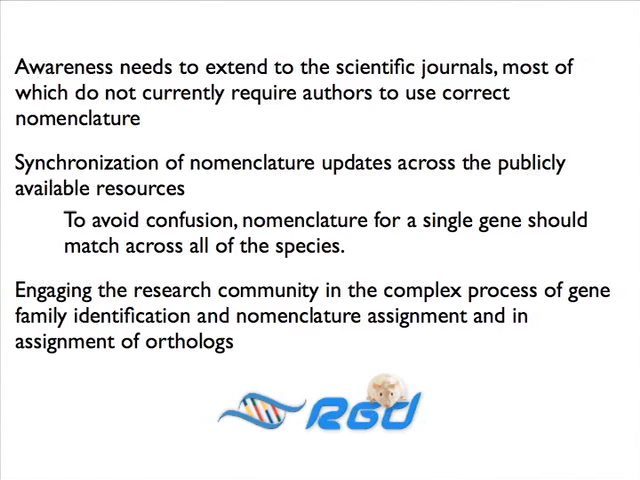 Awareness needs to extend to the scientific journals, most of
which do not currently require authors to use correct
nomenclature
Synchronization of nomenclature updates across the publicly
available resources
To avoid confusion, nomenclature for a single gene should
match across all of the species.
Engaging the research community in the complex process of gene
family identification and nomenclature assignment and in
assignment of orthologs
RGD